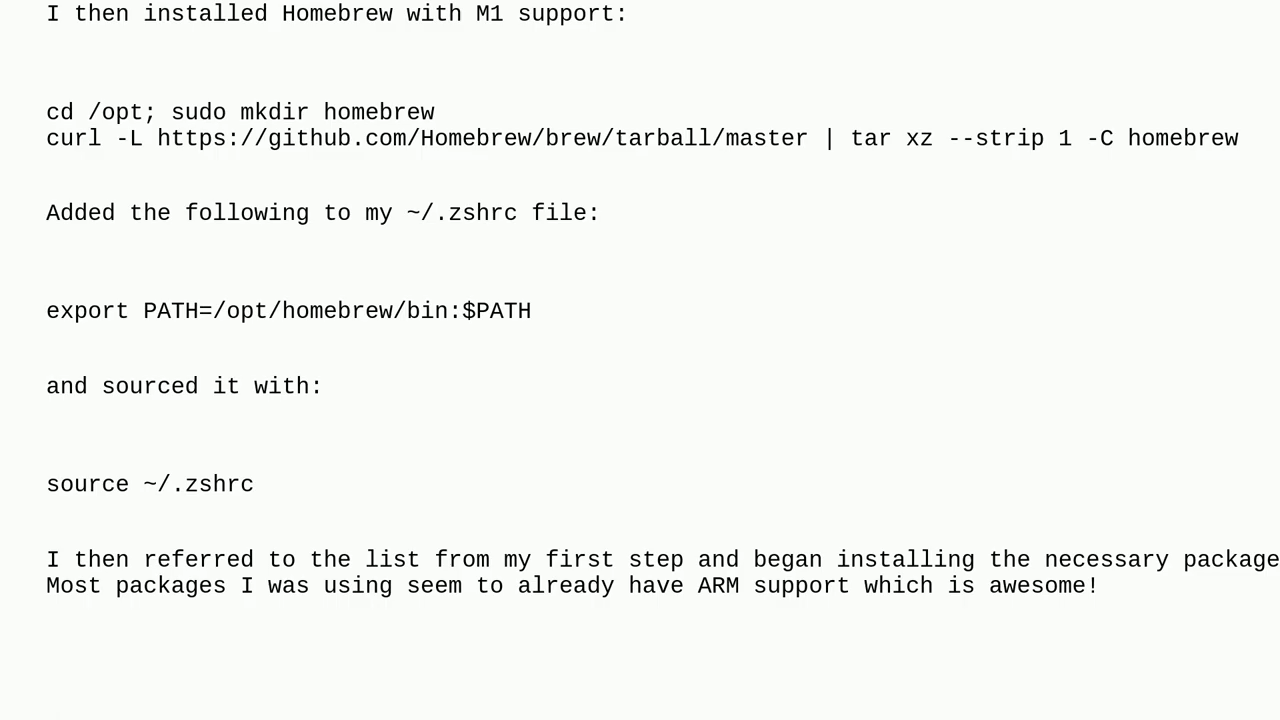 I then installed Homebrew with M1 support:
cd /opt; sudo mkdir homebrew
curl -L https://github.com/Homebrew/brew/tarball/master | tar xz --strip 1 -C homebrew
Added the following to my ~/.zshrc file:
export PATH=/opt/homebrew/bin:$PATH
and sourced it with:
source ~/.zshrc
I then referred to the list from my first step and began installing the necessary package
Most packages I was using seem to already have ARM support which is awesome!